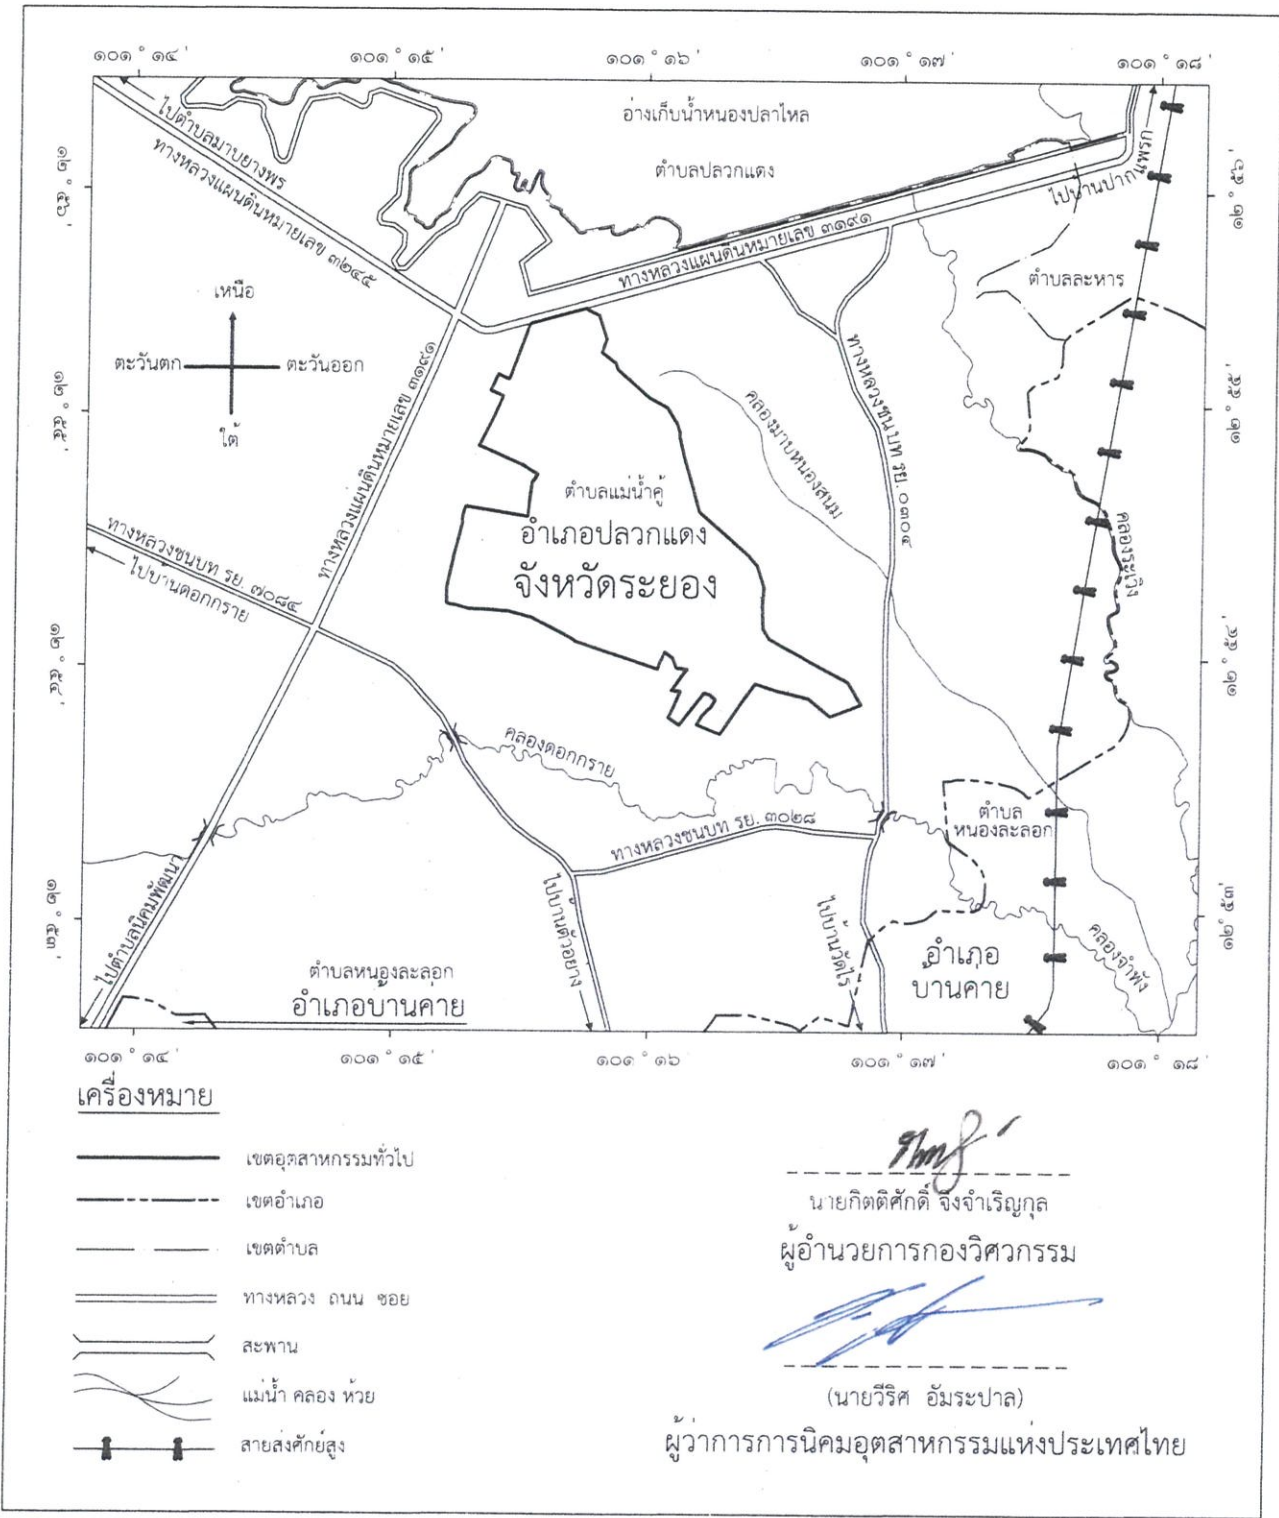 ๑๐๑ ° ๑๔ '
๑๐๑ ° ๑๕ '
๑๐๑ ° ๑๖ '
๑๐๑ ° ๑๗ '
๑๐๑ ° ๑๘ '
อ่างเก็บน้ำหนองปลาไหล
ไปตำบลมาบยางพร
ทางหลวงแผ่นดินหมายเลข ๓๒๔๕
ตำบลปลวกแดง
ไปบ้านปากแพรก
๑๒ ° ๕๖ '
๑๒ ° ๕๖ '
ทางหลวงแผ่นดินหมายเลข ๓๑๙๑
ตำบลละหาร
เหนือ
ตะวันตก
ตะวันออก
ใต้
ทางหลวงแผ่นดินหมายเลข ๓๑๙๑
ทางหลวงชนบท รย. ๐๓๐๔
คลองมาบหนองสนม
๑๒ ° ๕๕ '
๑๒ ° ๕๕ '
ตำบลแม่น้ำคู้
อำเภอปลวกแดง
จังหวัดระยอง
ทางหลวงชนบท รย. ๗๐๘๔
ไปบ้านดอกกราย
คลองระเวิง
๑๒ ° ๕๔ '
๑๒ ° ๕๔ '
คลองดอกกราย
ทางหลวงชนบท รย. ๓๐๒๘
ตำบล
หนองละลอก
ไปตำบลนิคมพัฒนา
ไปบ้านตัวอย่าง
ไปบ้านวัดไร่
๑๒ ° ๕๓ '
๑๒ ° ๕๓ '
คลองจำพัง
ตำบลหนองละลอก
อำเภอบ้านค่าย
อำเภอ
บ้านค่าย
๑๐๑ ° ๑๔ '
๑๐๑ ° ๑๕ '
๑๐๑ ° ๑๖ '
๑๐๑ ° ๑๗ '
๑๐๑ ° ๑๘ '
เครื่องหมาย
เขตอุตสาหกรรมทั่วไป
เขตอำเภอ
เขตตำบล
ทางหลวง ถนน ซอย
สะพาน
แม่น้ำ คลอง ห้วย
สายส่งศักย์สูง
นายกิตติศักดิ์ จึงจำเริญกุล
ผู้อำนวยการกองวิศวกรรม
(นายวีริศ อัมระปาล)
ผู้ว่าการการนิคมอุตสาหกรรมแห่งประเทศไทย